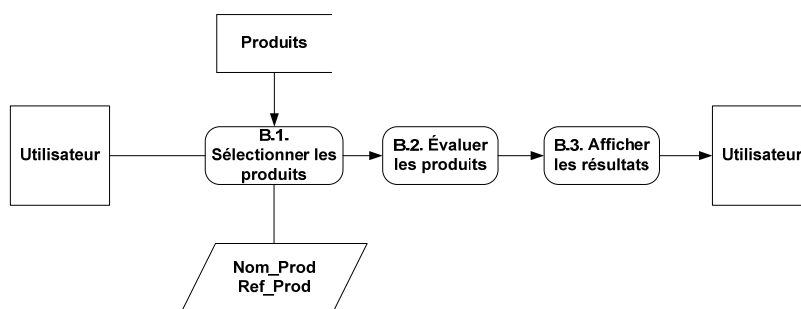 Produits
Utilisateur
B.1.
Sélectionner les
produits
B.2. Évaluer
les produits
B.3. Afficher
les résultats
Utilisateur
Nom_Prod
Ref_Prod